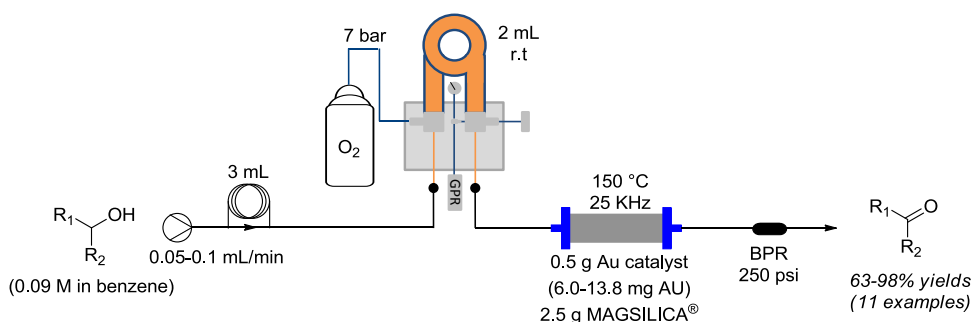 7 bar
2 mL
r.t
O2
3 mL
GPR
R1
OH
R2
0.05-0.1 mL/min
(0.09 M in benzene)
150 °C
25 KHz
0.5 g Au catalyst
(6.0-13.8 mg AU)
2.5 g MAGSILICA®
BPR
250 psi
R1
O
R2
63-98% yields
(11 examples)